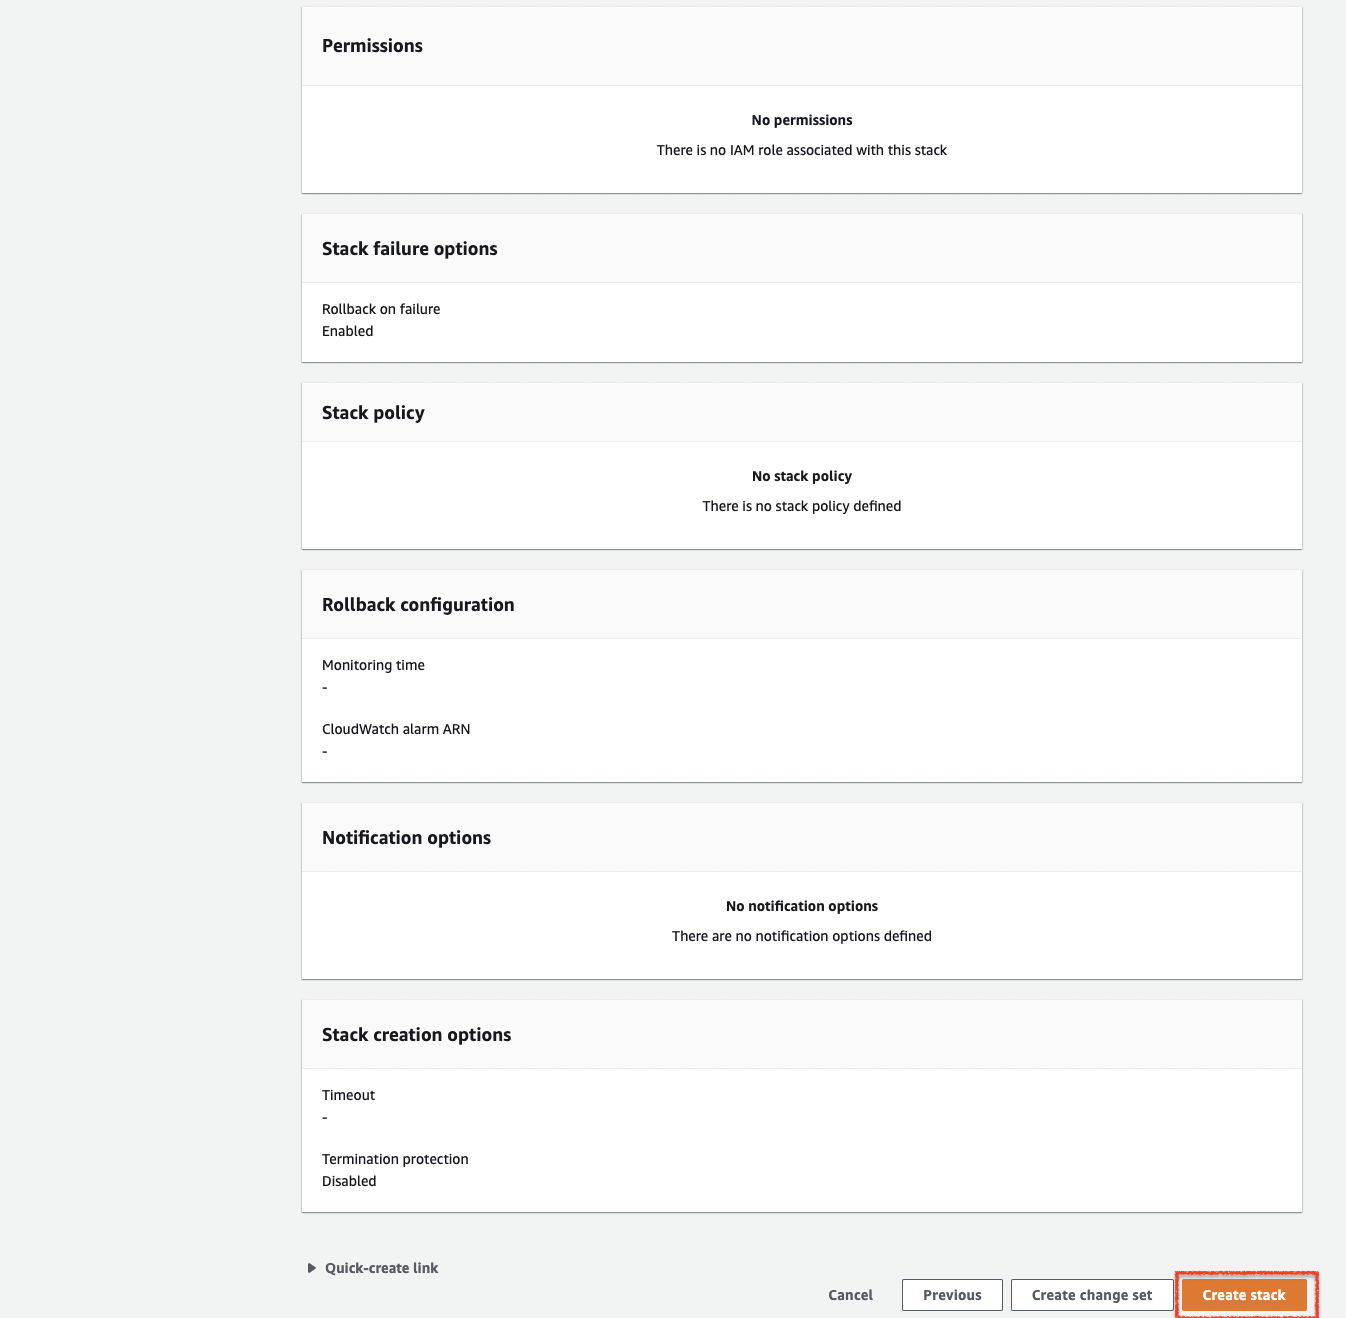 Permissions
No permissions
There is no IAM role associated with this stack
Stack failure options
Rollback on failure
Enabled
Stack policy
No stack policy
There is no stack policy defined
Rollback configuration
Monitoring time
-
CloudWatch alarm ARN
-
Notification options
No notification options
There are no notification options defined
Stack creation options
Timeout
-
Termination protection
Disabled
Quick-create link
Cancel Previous Create change set Create stack